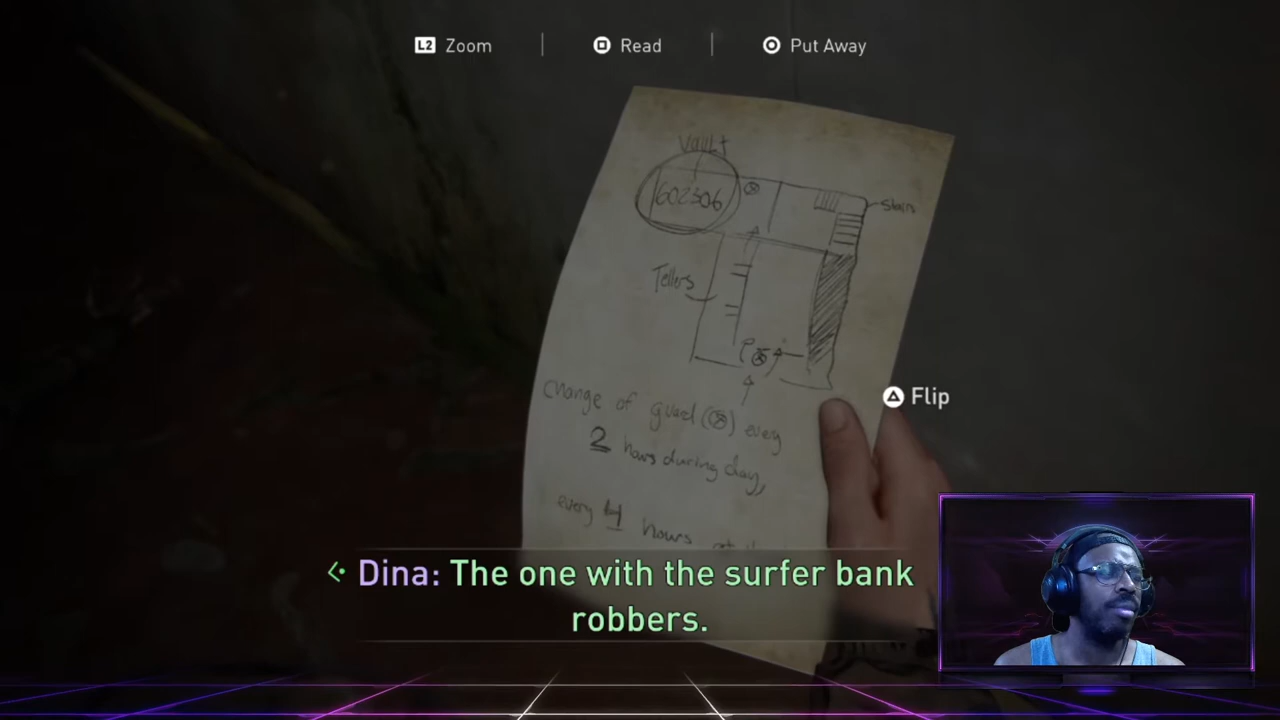 L2 Zoom | Read | Put Away
Vault
602306
Stairs
Tellers
Flip
Change of guard (⊗) every
2 hours during day,
every 4 hours
Dina: The one with the surfer bank
robbers.